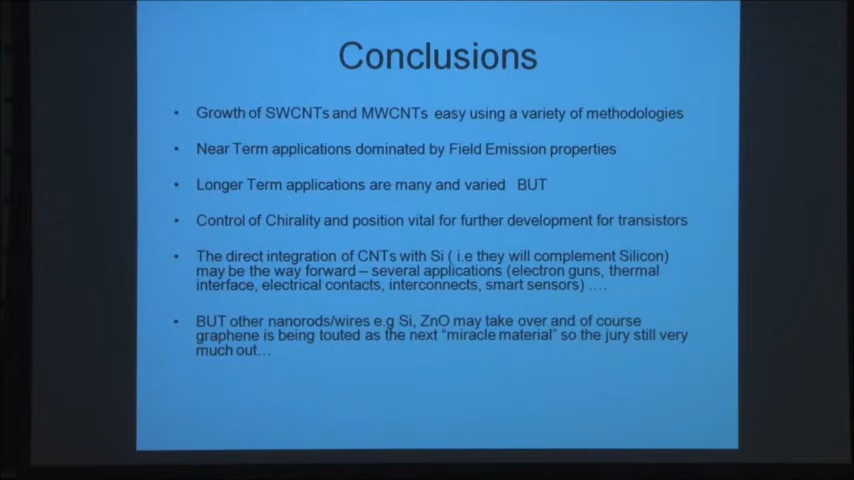 Conclusions
• Growth of SWCNTs and MWCNTs easy using a variety of methodologies
• Near Term applications dominated by Field Emission properties
• Longer Term applications are many and varied BUT
• Control of Chirality and position vital for further development for transistors
• The direct integration of CNTs with Si ( i.e they will complement Silicon)
may be the way forward – several applications (electron guns, thermal
interface, electrical contacts, interconnects, smart sensors) ….
• BUT other nanorods/wires e.g Si, ZnO may take over and of course
graphene is being touted as the next “miracle material” so the jury still very
much out…